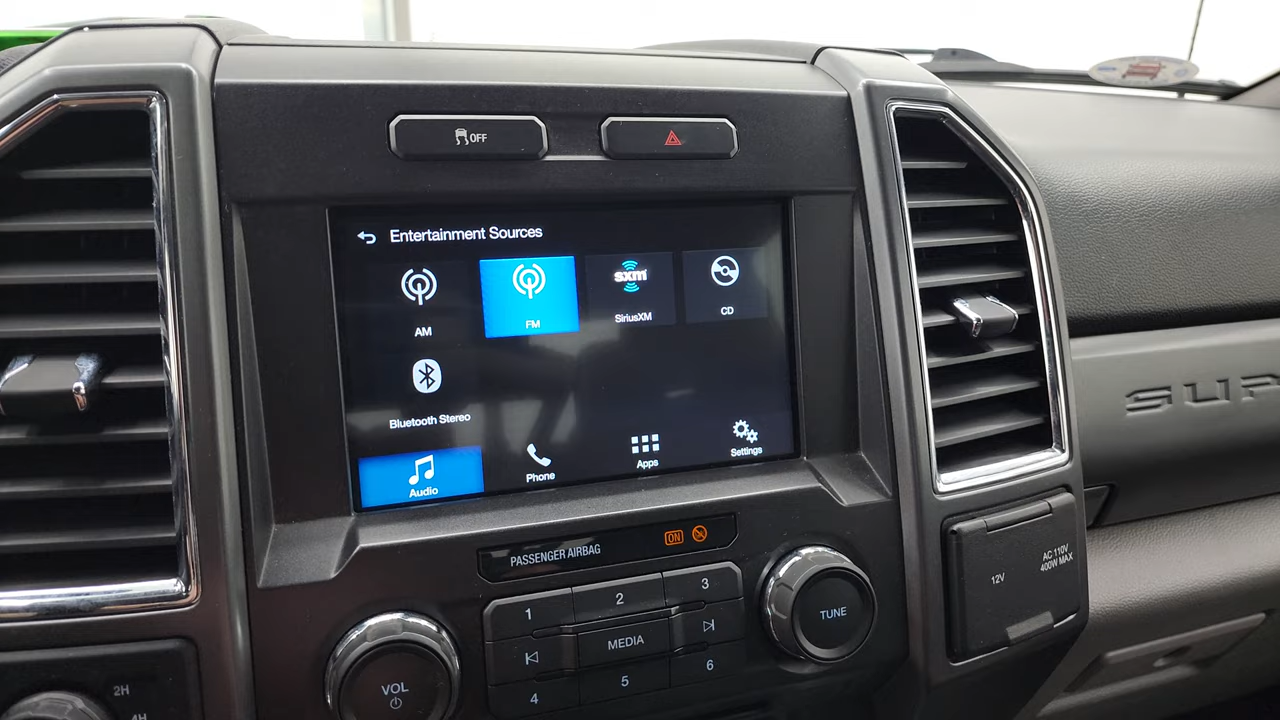 OFF
Entertainment Sources
AM
FM
sxm
SiriusXM
CD
Bluetooth Stereo
Audio
Phone
Apps
Settings
PASSENGER AIRBAG
ON
1
2
3
MEDIA
4
5
6
VOL
TUNE
12V
AC 110V
400W MAX
SUP
2H
4H